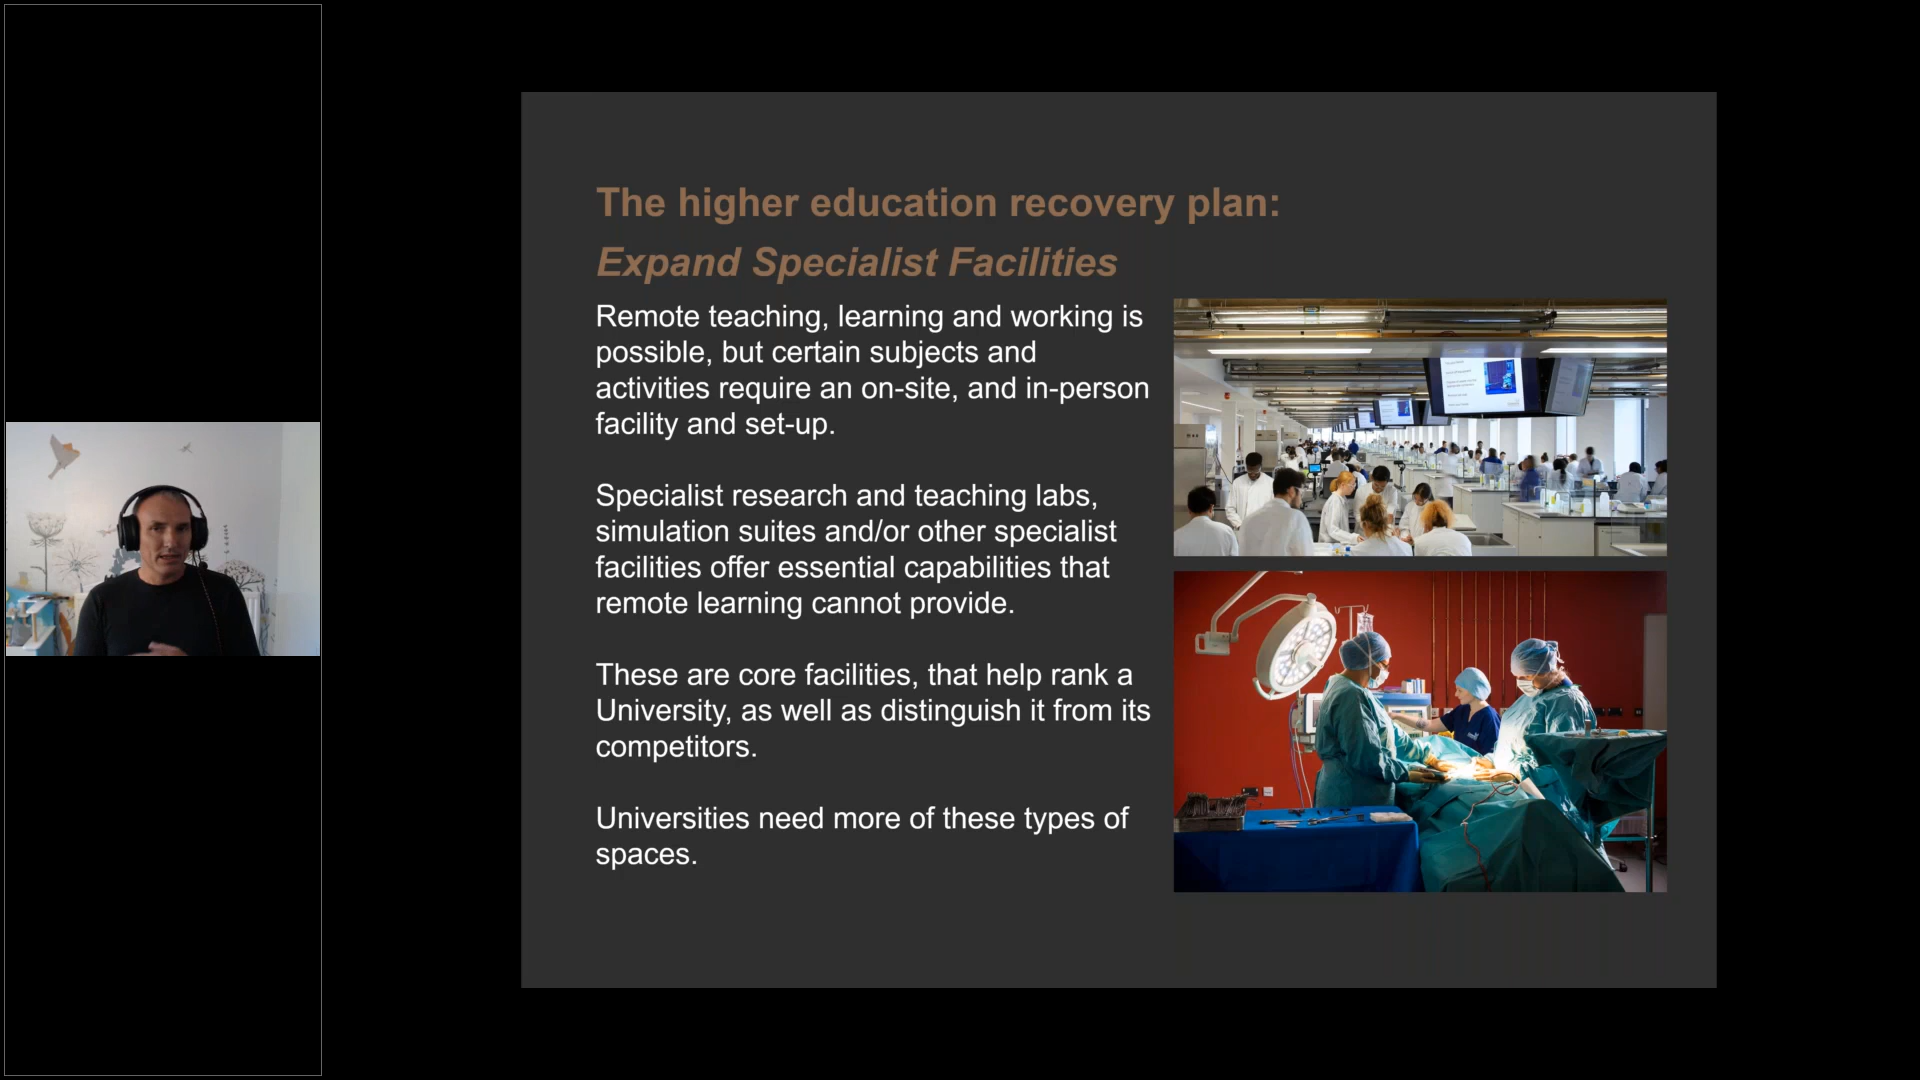 The higher education recovery plan:
Expand Specialist Facilities
Remote teaching, learning and working is
possible, but certain subjects and
activities require an on-site, and in-person
facility and set-up.
Specialist research and teaching labs,
simulation suites and/or other specialist
facilities offer essential capabilities that
remote learning cannot provide.
These are core facilities, that help rank a
University, as well as distinguish it from its
competitors.
Universities need more of these types of
spaces.